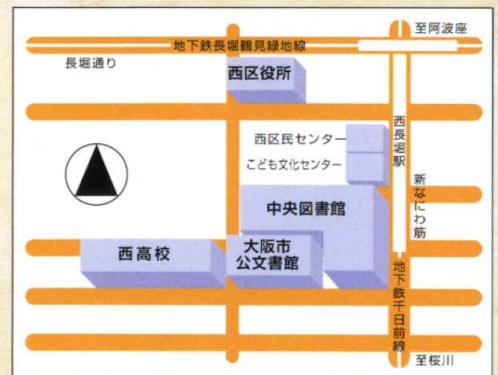 至阿波座
地下鉄長堀鶴見緑地線
長堀通り
西区役所
西区民センター
こども文化センター
西長堀駅
新なにわ筋
中央図書館
西高校
大阪市
公文書館
地下鉄千日前線
至桜川